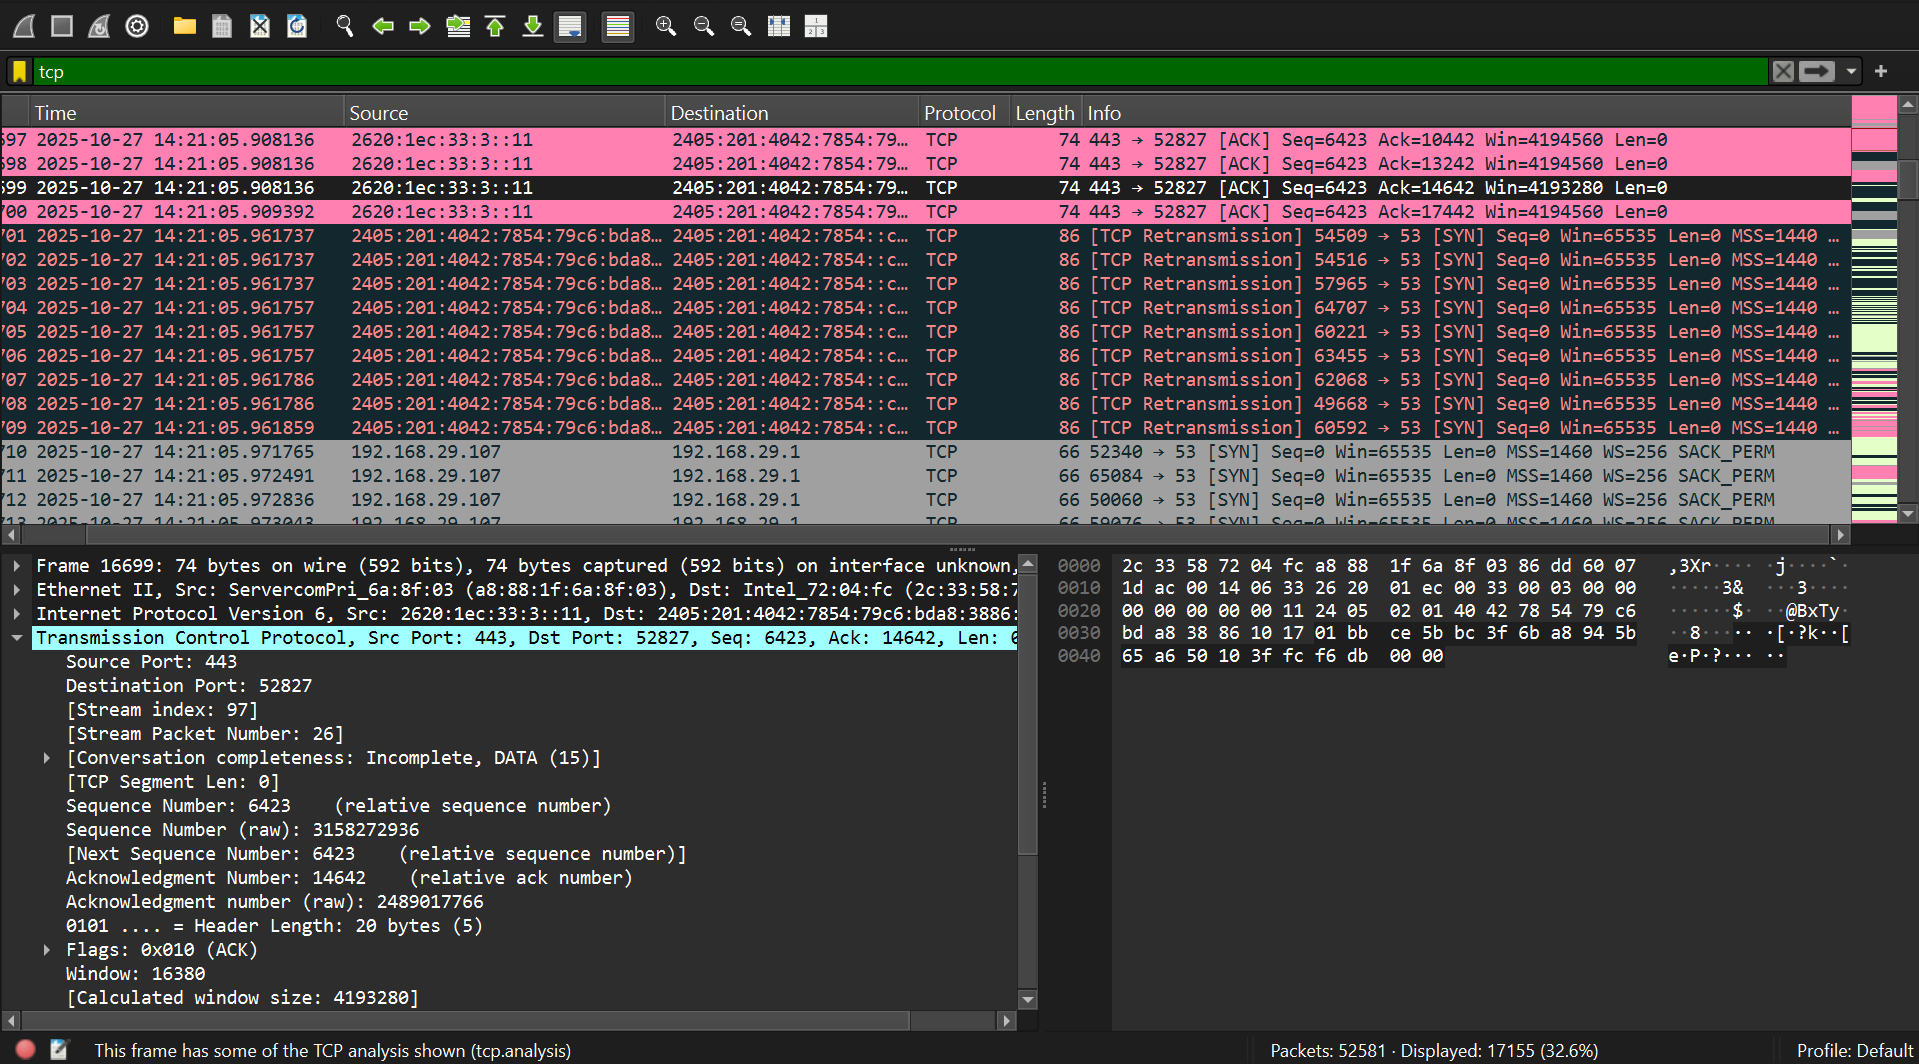 tcp
Time Source Destination Protocol Length Info
597 2025-10-27 14:21:05.908136 2620:1ec:33:3::11 2405:201:4042:7854:79… TCP 74 443 → 52827 [ACK] Seq=6423 Ack=10442 Win=4194560 Len=0
598 2025-10-27 14:21:05.908136 2620:1ec:33:3::11 2405:201:4042:7854:79… TCP 74 443 → 52827 [ACK] Seq=6423 Ack=13242 Win=4194560 Len=0
599 2025-10-27 14:21:05.908136 2620:1ec:33:3::11 2405:201:4042:7854:79… TCP 74 443 → 52827 [ACK] Seq=6423 Ack=14642 Win=4193280 Len=0
700 2025-10-27 14:21:05.909392 2620:1ec:33:3::11 2405:201:4042:7854:79… TCP 74 443 → 52827 [ACK] Seq=6423 Ack=17442 Win=4194560 Len=0
701 2025-10-27 14:21:05.961737 2405:201:4042:7854:79c6:bda8… 2405:201:4042:7854::c… TCP 86 [TCP Retransmission] 54509 → 53 [SYN] Seq=0 Win=65535 Len=0 MSS=1440 …
702 2025-10-27 14:21:05.961737 2405:201:4042:7854:79c6:bda8… 2405:201:4042:7854::c… TCP 86 [TCP Retransmission] 54516 → 53 [SYN] Seq=0 Win=65535 Len=0 MSS=1440 …
703 2025-10-27 14:21:05.961737 2405:201:4042:7854:79c6:bda8… 2405:201:4042:7854::c… TCP 86 [TCP Retransmission] 57965 → 53 [SYN] Seq=0 Win=65535 Len=0 MSS=1440 …
704 2025-10-27 14:21:05.961757 2405:201:4042:7854:79c6:bda8… 2405:201:4042:7854::c… TCP 86 [TCP Retransmission] 64707 → 53 [SYN] Seq=0 Win=65535 Len=0 MSS=1440 …
705 2025-10-27 14:21:05.961757 2405:201:4042:7854:79c6:bda8… 2405:201:4042:7854::c… TCP 86 [TCP Retransmission] 60221 → 53 [SYN] Seq=0 Win=65535 Len=0 MSS=1440 …
706 2025-10-27 14:21:05.961757 2405:201:4042:7854:79c6:bda8… 2405:201:4042:7854::c… TCP 86 [TCP Retransmission] 63455 → 53 [SYN] Seq=0 Win=65535 Len=0 MSS=1440 …
707 2025-10-27 14:21:05.961786 2405:201:4042:7854:79c6:bda8… 2405:201:4042:7854::c… TCP 86 [TCP Retransmission] 62068 → 53 [SYN] Seq=0 Win=65535 Len=0 MSS=1440 …
708 2025-10-27 14:21:05.961786 2405:201:4042:7854:79c6:bda8… 2405:201:4042:7854::c… TCP 86 [TCP Retransmission] 49668 → 53 [SYN] Seq=0 Win=65535 Len=0 MSS=1440 …
709 2025-10-27 14:21:05.961859 2405:201:4042:7854:79c6:bda8… 2405:201:4042:7854::c… TCP 86 [TCP Retransmission] 60592 → 53 [SYN] Seq=0 Win=65535 Len=0 MSS=1440 …
710 2025-10-27 14:21:05.971765 192.168.29.107 192.168.29.1 TCP 66 52340 → 53 [SYN] Seq=0 Win=65535 Len=0 MSS=1460 WS=256 SACK_PERM
711 2025-10-27 14:21:05.972491 192.168.29.107 192.168.29.1 TCP 66 65084 → 53 [SYN] Seq=0 Win=65535 Len=0 MSS=1460 WS=256 SACK_PERM
712 2025-10-27 14:21:05.972836 192.168.29.107 192.168.29.1 TCP 66 50060 → 53 [SYN] Seq=0 Win=65535 Len=0 MSS=1460 WS=256 SACK_PERM
713 2025-10-27 14:21:05.973043 192.168.29.107 192.168.29.1 TCP 66 59076 → 53 [SYN] Seq=0 Win=65535 Len=0 MSS=1460 WS=256 SACK_PERM
Frame 16699: 74 bytes on wire (592 bits), 74 bytes captured (592 bits) on interface unknown,
Ethernet II, Src: ServercomPri_6a:8f:03 (a8:88:1f:6a:8f:03), Dst: Intel_72:04:fc (2c:33:58:7
Internet Protocol Version 6, Src: 2620:1ec:33:3::11, Dst: 2405:201:4042:7854:79c6:bda8:3886:
Transmission Control Protocol, Src Port: 443, Dst Port: 52827, Seq: 6423, Ack: 14642, Len: 0
Source Port: 443
Destination Port: 52827
[Stream index: 97]
[Stream Packet Number: 26]
[Conversation completeness: Incomplete, DATA (15)]
[TCP Segment Len: 0]
Sequence Number: 6423 (relative sequence number)
Sequence Number (raw): 3158272936
[Next Sequence Number: 6423 (relative sequence number)]
Acknowledgment Number: 14642 (relative ack number)
Acknowledgment number (raw): 2489017766
0101 .... = Header Length: 20 bytes (5)
Flags: 0x010 (ACK)
Window: 16380
[Calculated window size: 4193280]
0000 2c 33 58 72 04 fc a8 88 1f 6a 8f 03 86 dd 60 07 ,3Xr···· ·j····`·
0010 1d ac 00 14 06 33 26 20 01 ec 00 33 00 03 00 00 ·····3& ···3····
0020 00 00 00 00 00 11 24 05 02 01 40 42 78 54 79 c6 ······$· ··@BxTy·
0030 bd a8 38 86 10 17 01 bb ce 5b bc 3f 6b a8 94 5b ··8····· ·[·?k··[
0040 65 a6 50 10 3f fc f6 db 00 00 e·P·?··· ··
This frame has some of the TCP analysis shown (tcp.analysis)
Packets: 52581 · Displayed: 17155 (32.6%)
Profile: Default